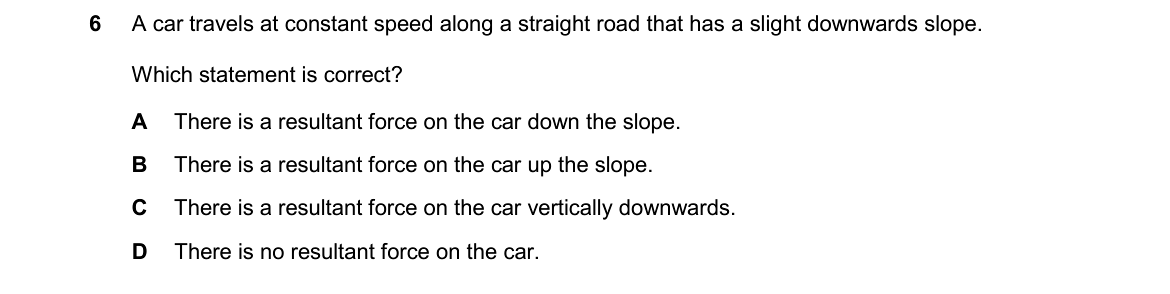 6 A car travels at constant speed along a straight road that has a slight downwards slope.
Which statement is correct?
A There is a resultant force on the car down the slope.
B There is a resultant force on the car up the slope.
C There is a resultant force on the car vertically downwards.
D There is no resultant force on the car.